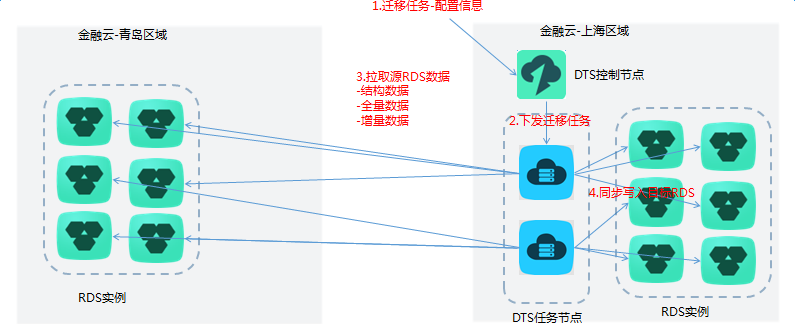 1.迁移任务-配置信息
金融云-青岛区域
金融云-上海区域
3.拉取源RDS数据
-结构数据
-全量数据
-增量数据
DTS控制节点
2.下发迁移任务
4.同步写入目标RDS
RDS实例
DTS任务节点
RDS实例